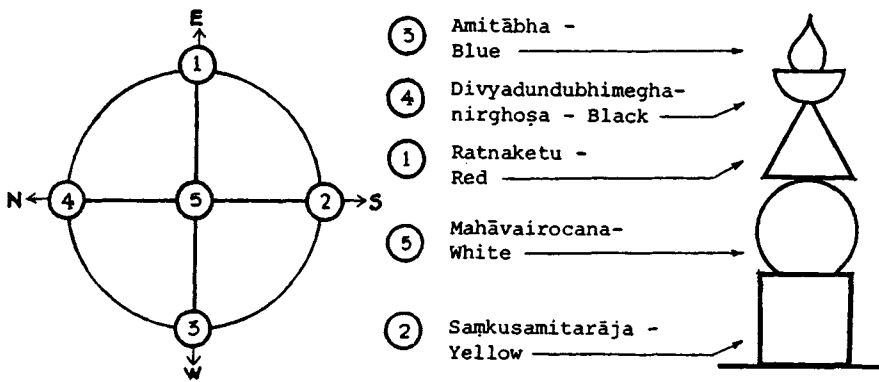 E
1
N
4
5
2
S
3
W
3 Amitābha -
Blue
4 Divyadundubhimegha-
nirghoṣa - Black
1 Ratnaketu -
Red
5 Mahāvairocana-
White
2 Saṃkusamitarāja -
Yellow